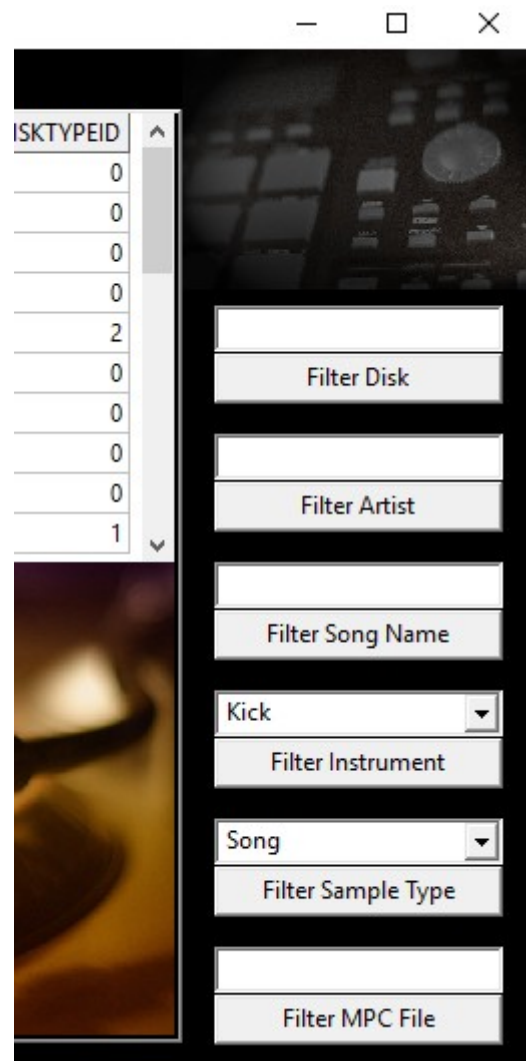 ISKTYPEID
0
0
0
0
2
0
0
0
0
1
Filter Disk
Filter Artist
Filter Song Name
Kick
Filter Instrument
Song
Filter Sample Type
Filter MPC File